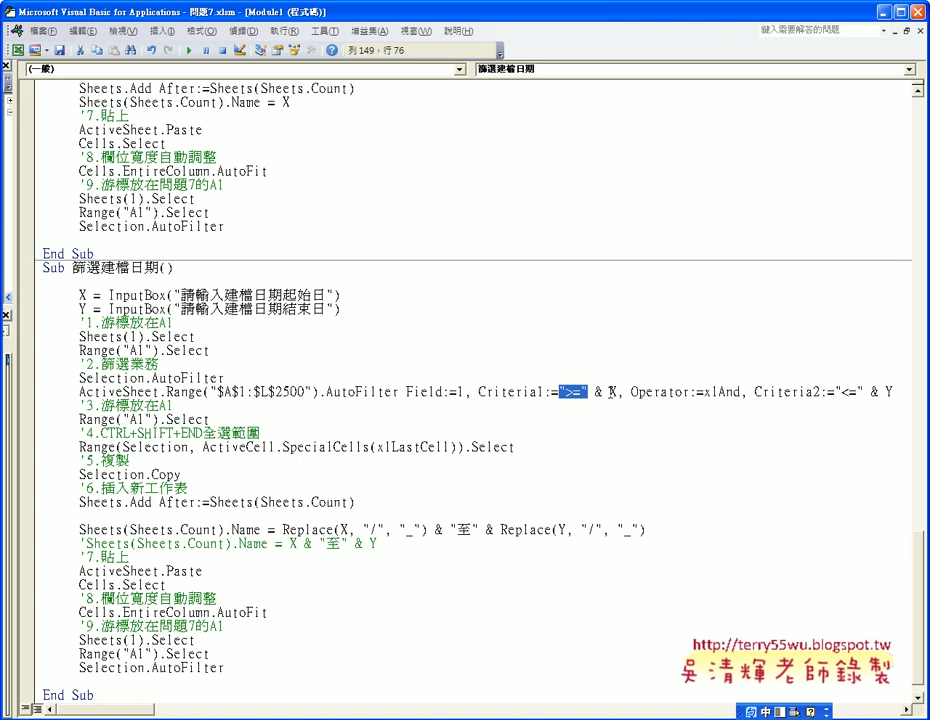 Microsoft Visual Basic for Applications - 問題7.xlsm - [Module1 (程式碼)]
檔案(F) 編輯(E) 檢視(V) 插入(I) 格式(O) 偵錯(D) 執行(R) 工具(T) 增益集(A) 視窗(W) 說明(H) 鍵入需要解答的問題
列 149，行 76
(一般) 篩選建檔日期
Sheets.Add After:=Sheets(Sheets.Count)
Sheets(Sheets.Count).Name = X
'7.貼上
ActiveSheet.Paste
Cells.Select
'8.欄位寬度自動調整
Cells.EntireColumn.AutoFit
'9.游標放在問題7的A1
Sheets(1).Select
Range("A1").Select
Selection.AutoFilter
End Sub
Sub 篩選建檔日期()
X = InputBox("請輸入建檔日期起始日")
Y = InputBox("請輸入建檔日期結束日")
'1.游標放在A1
Sheets(1).Select
Range("A1").Select
'2.篩選業務
Selection.AutoFilter
ActiveSheet.Range("$A$1:$L$2500").AutoFilter Field:=1, Criteria1:=">=" & X, Operator:=xlAnd, Criteria2:="<=" & Y
'3.游標放在A1
Range("A1").Select
'4.CTRL+SHIFT+END全選範圍
Range(Selection, ActiveCell.SpecialCells(xlLastCell)).Select
'5.複製
Selection.Copy
'6.插入新工作表
Sheets.Add After:=Sheets(Sheets.Count)
Sheets(Sheets.Count).Name = Replace(X, "/", "_") & "至" & Replace(Y, "/", "_")
'Sheets(Sheets.Count).Name = X & "至" & Y
'7.貼上
ActiveSheet.Paste
Cells.Select
'8.欄位寬度自動調整
Cells.EntireColumn.AutoFit
'9.游標放在問題7的A1
Sheets(1).Select
Range("A1").Select
Selection.AutoFilter
End Sub
http://terry55wu.blogspot.tw
吳清輝老師錄製
中